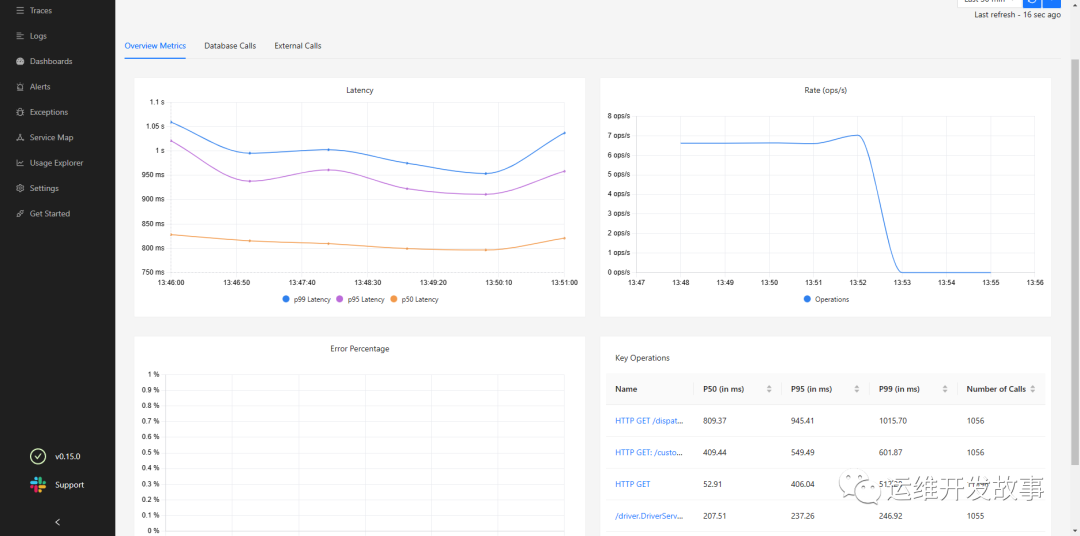 Traces
Logs
Dashboards
Alerts
Exceptions
Service Map
Usage Explorer
Settings
Get Started
v0.15.0
Support
Last refresh - 16 sec ago
Overview Metrics Database Calls External Calls
Latency
1.1 s
1.05 s
1 s
950 ms
900 ms
850 ms
800 ms
750 ms
13:46:00 13:46:50 13:47:40 13:48:30 13:49:20 13:50:10 13:51:00
p99 Latency p95 Latency p50 Latency
Rate (ops/s)
8 ops/s
7 ops/s
6 ops/s
5 ops/s
4 ops/s
3 ops/s
2 ops/s
1 ops/s
0 ops/s
13:47 13:48 13:49 13:50 13:51 13:52 13:53 13:54 13:55 13:56
Operations
Error Percentage
1 %
0.9 %
0.8 %
0.7 %
0.6 %
0.5 %
0.4 %
0.3 %
0.2 %
0.1 %
0 %
Key Operations
Name P50 (in ms) P95 (in ms) P99 (in ms) Number of Calls
HTTP GET /dispat... 809.37 945.41 1015.70 1056
HTTP GET: /custo... 409.44 549.49 601.87 1056
HTTP GET 52.91 406.04
/driver.DriverServ... 207.51 237.26 246.92 1055
运维开发故事